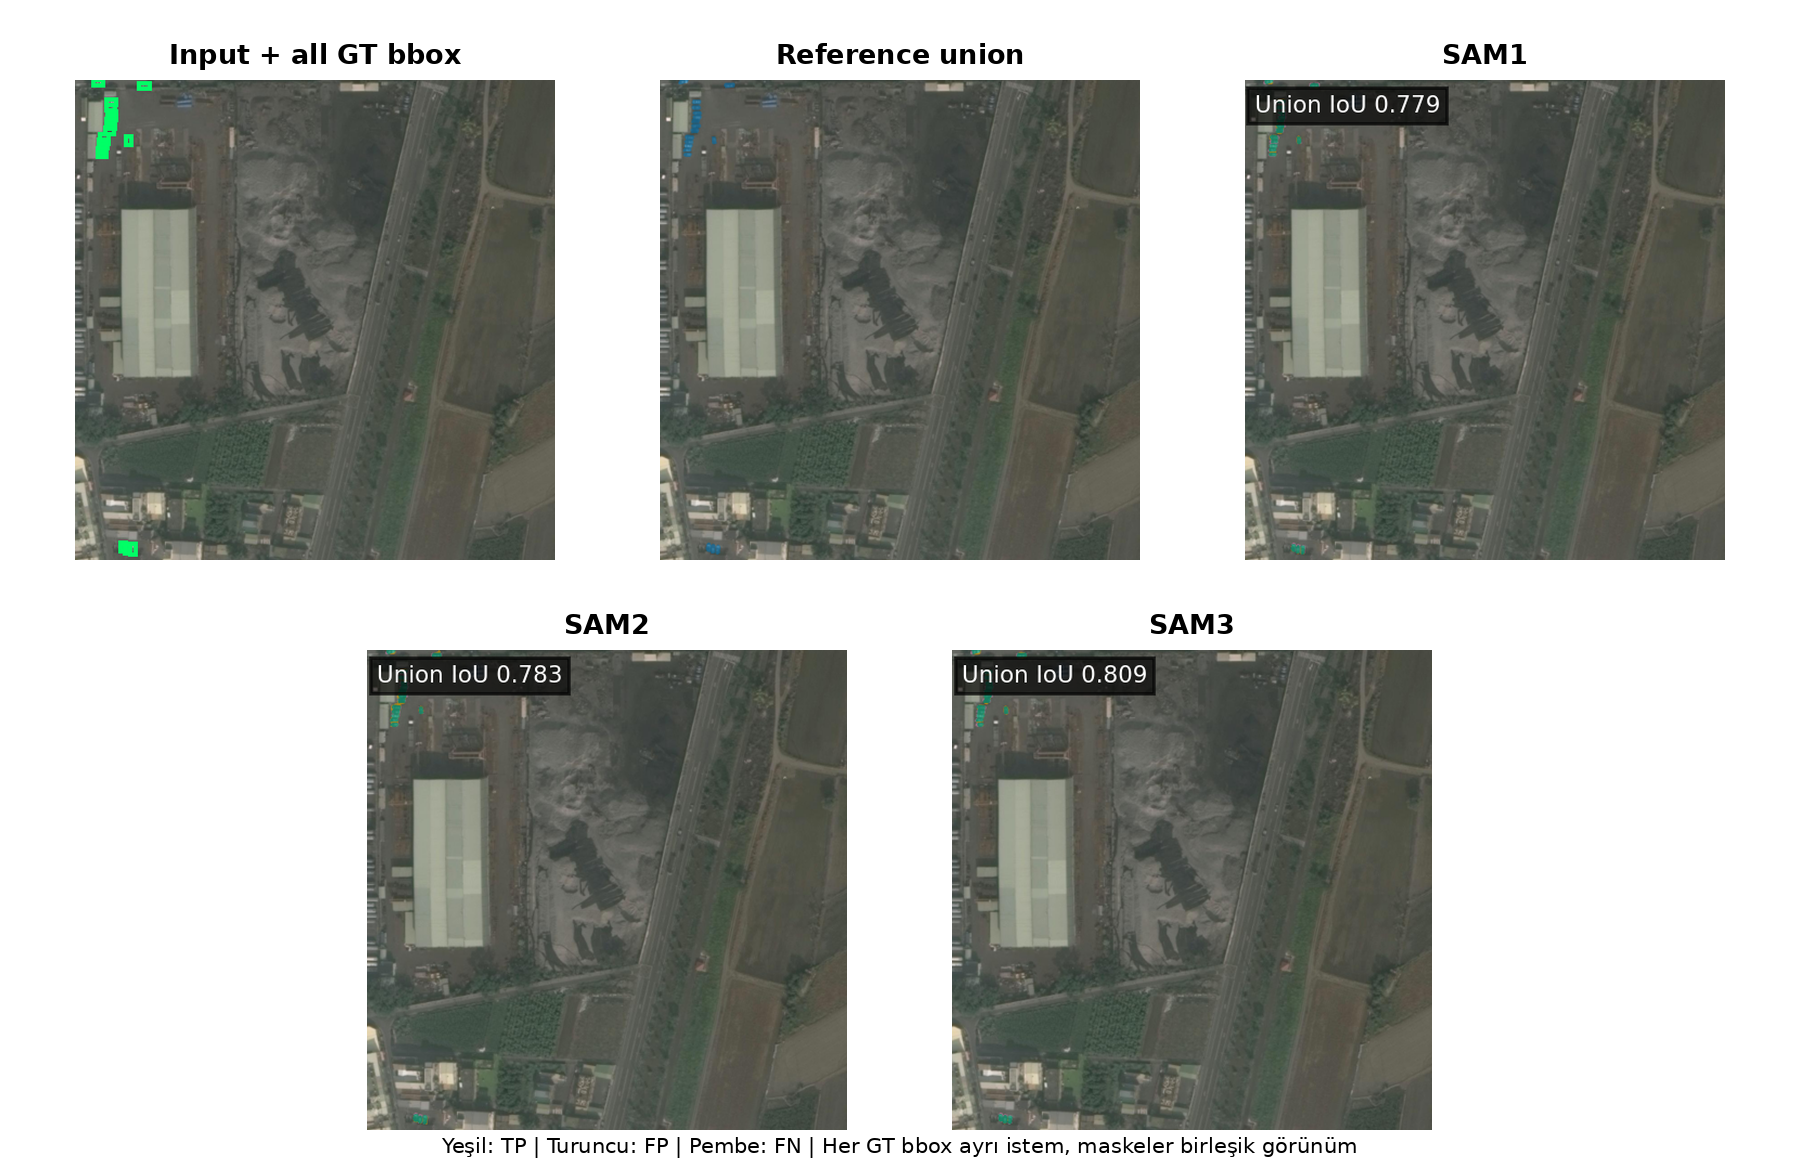 Input + all GT bbox
Reference union
SAM1
Union IoU 0.779
SAM2
SAM3
Union IoU 0.783
Union IoU 0.809
Yeşil: TP | Turuncu: FP | Pembe: FN | Her GT bbox ayrı istem, maskeler birleşik görünüm